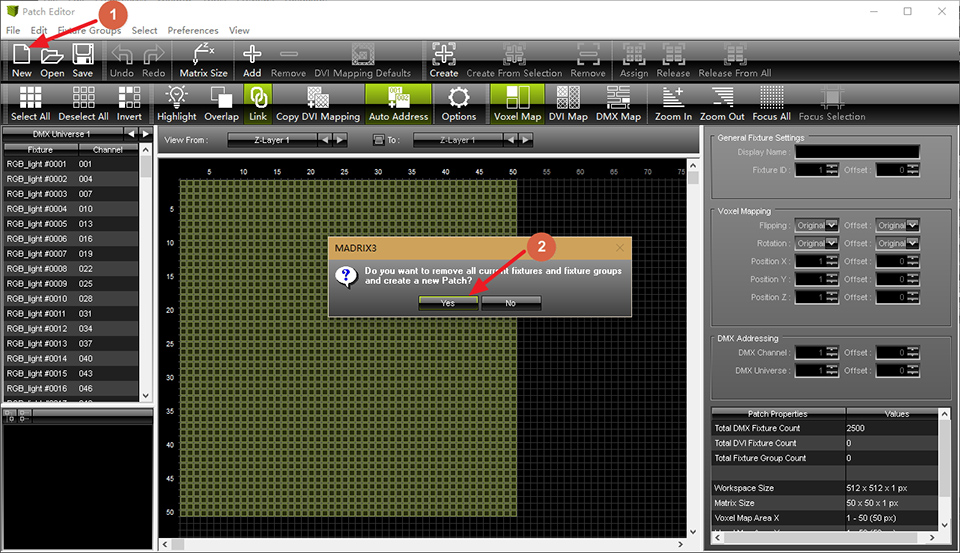 Patch Editor
1
File Edit Fixture Groups Select Preferences View
New Open Save Undo Redo Matrix Size Add Remove DVI Mapping Defaults Create Create From Selection Remove Assign Release Release From All
Select All Deselect All Invert Highlight Overlap Link Copy DVI Mapping Auto Address Options Voxel Map DVI Map DMX Map Zoom In Zoom Out Focus All Focus Selection
DMX Universe 1
Fixture Channel
RGB_light #0001 001
RGB_light #0002 004
RGB_light #0003 007
RGB_light #0004 010
RGB_light #0005 013
RGB_light #0006 016
RGB_light #0007 019
RGB_light #0008 022
RGB_light #0009 025
RGB_light #0010 028
RGB_light #0011 031
RGB_light #0012 034
RGB_light #0013 037
RGB_light #0014 040
RGB_light #0015 043
RGB_light #0016 046
View From : Z-Layer 1 To : Z-Layer 1
5 10 15 20 25 30 35 40 45 50 55 60 65 70 75
5
10
15
20
25
30
35
40
45
50
MADRIX3
2
Do you want to remove all current fixtures and fixture groups
and create a new Patch?
Yes No
General Fixture Settings
Display Name :
Fixture ID : 1 Offset : 0
Voxel Mapping
Flipping : Original Offset : Original
Rotation : Original Offset : Original
Position X : 1 Offset : 0
Position Y : 1 Offset : 0
Position Z : 1 Offset : 0
DMX Addressing
DMX Channel : 1 Offset : 0
DMX Universe : 1 Offset : 0
Patch Properties Values
Total DMX Fixture Count 2500
Total DVI Fixture Count 0
Total Fixture Group Count 0
Workspace Size 512 x 512 x 1 px
Matrix Size 50 x 50 x 1 px
Voxel Map Area X 1 - 50 (50 px)